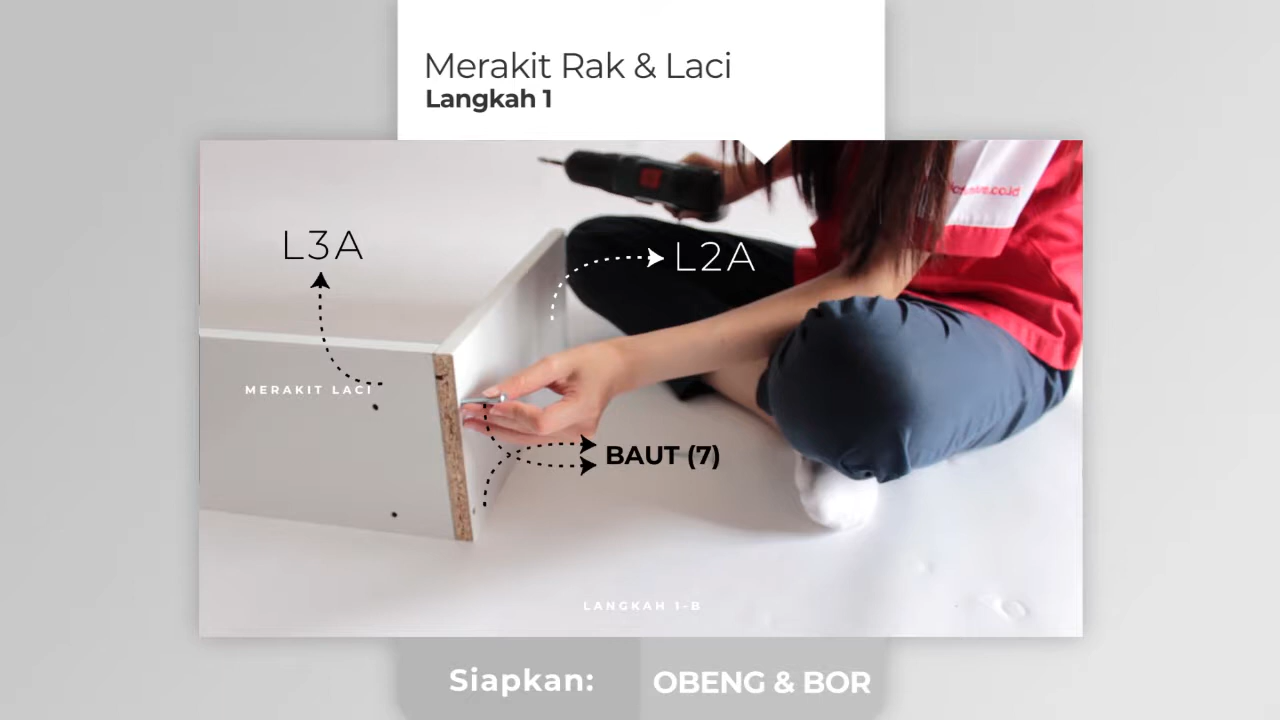 Merakit Rak & Laci
Langkah 1
L3A
L2A
MERAKIT LACI
BAUT (7)
LANGKAH 1-B
Siapkan:
OBENG & BOR